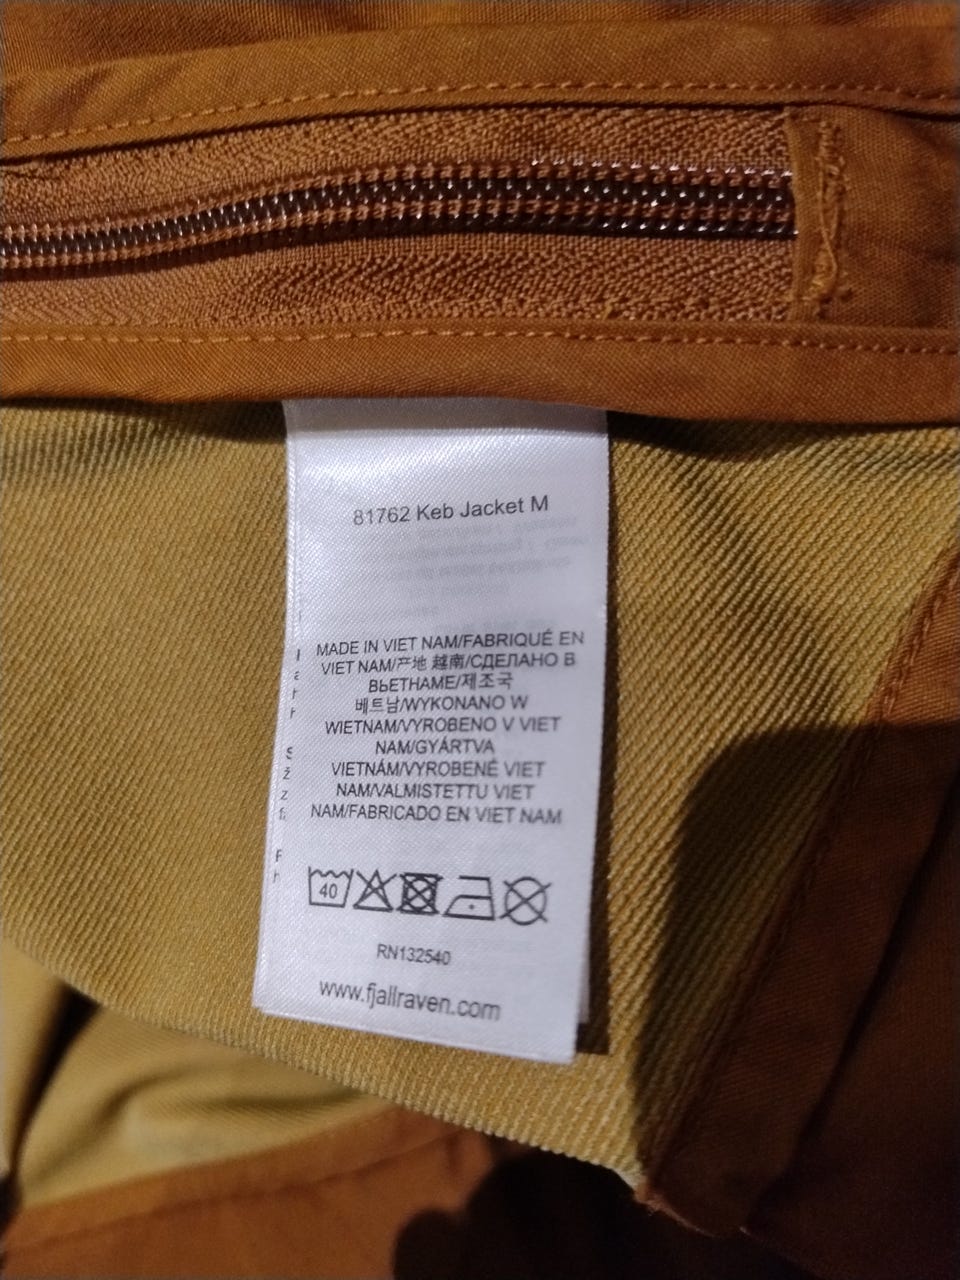 81762 Keb Jacket M
MADE IN VIET NAM/FABRIQUÉ EN
VIET NAM/产地 越南/СДЕЛАНО В
ВЬЕТНАМЕ/제조국
베트남/WYKONANO W
WIETNAM/VYROBENO V VIET
NAM/GYÁRTVA
VIETNÁM/VYROBENÉ VIET
NAM/VALMISTETTU VIET
NAM/FABRICADO EN VIET NAM
40
RN132540
www.fjallraven.com